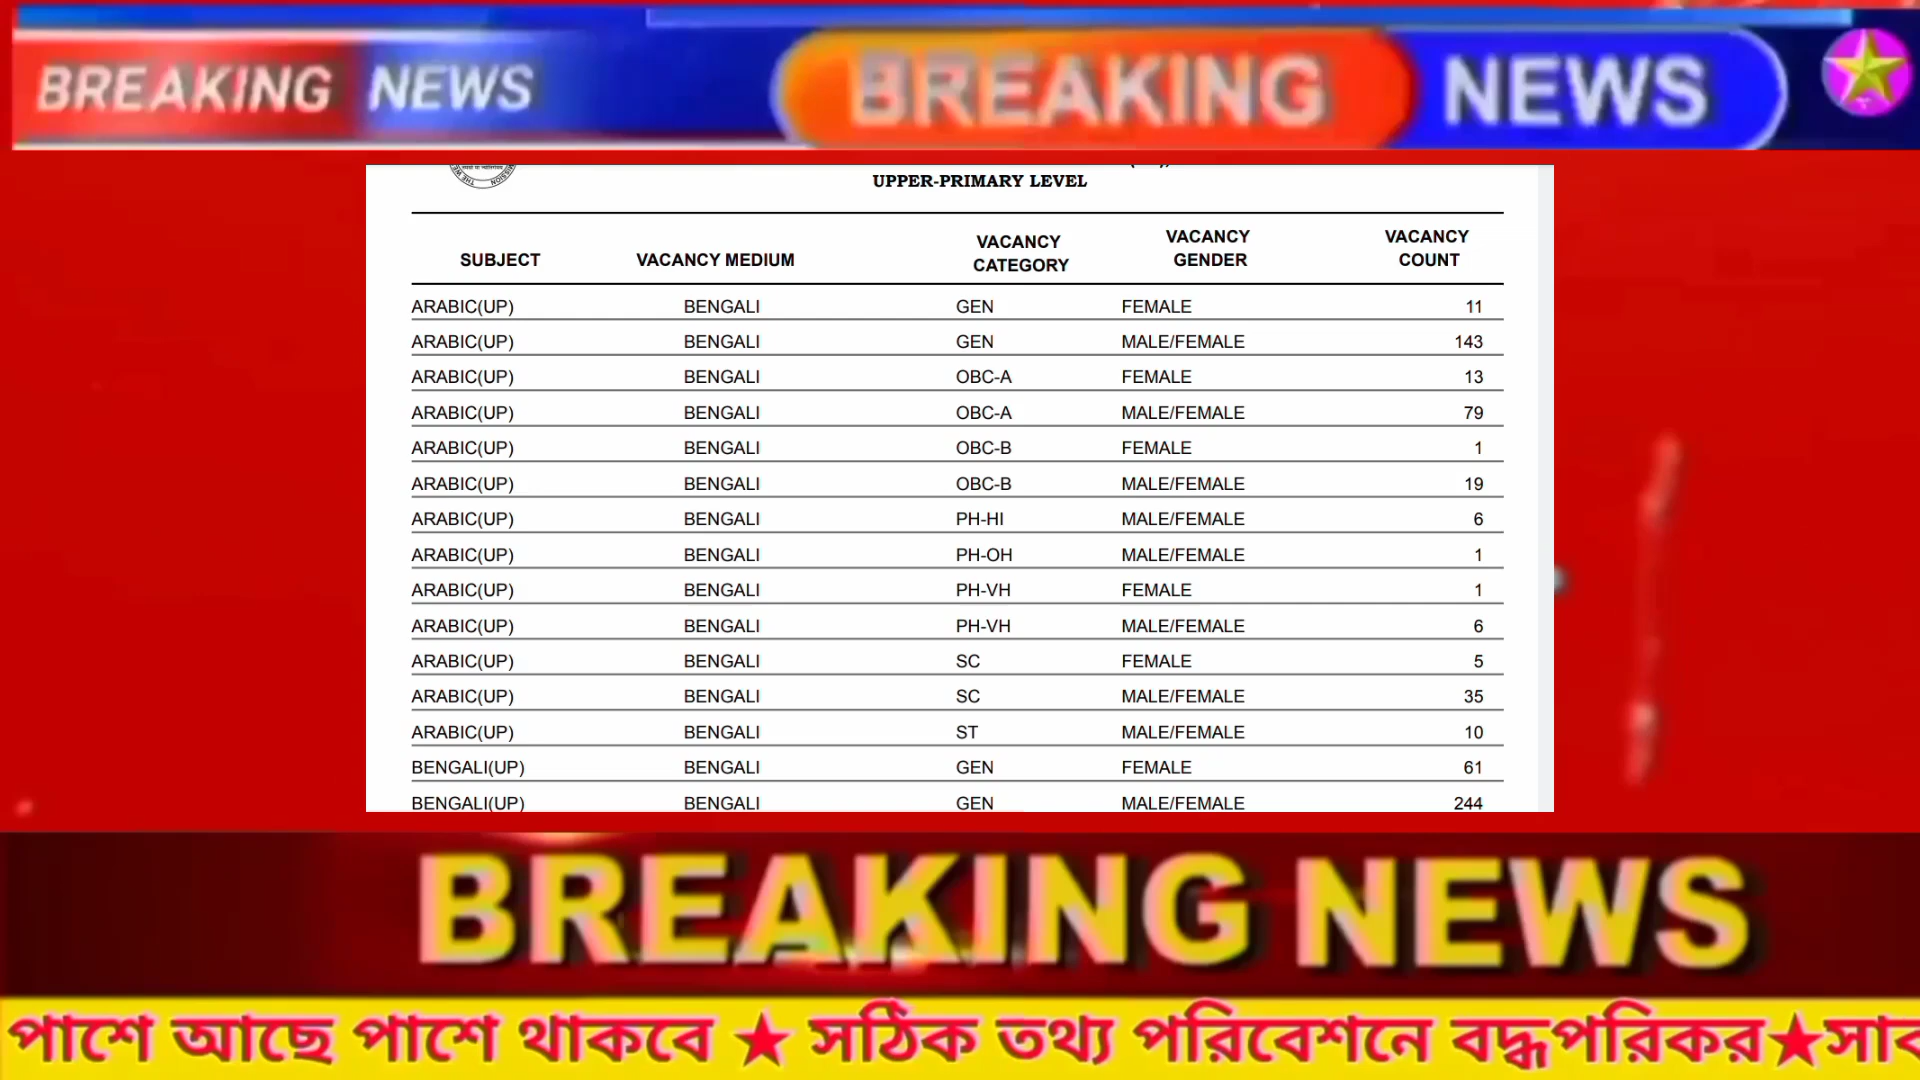 BREAKING NEWS
BREAKING NEWS
UPPER-PRIMARY LEVEL
SUBJECT VACANCY MEDIUM VACANCY CATEGORY VACANCY GENDER VACANCY COUNT
ARABIC(UP) BENGALI GEN FEMALE 11
ARABIC(UP) BENGALI GEN MALE/FEMALE 143
ARABIC(UP) BENGALI OBC-A FEMALE 13
ARABIC(UP) BENGALI OBC-A MALE/FEMALE 79
ARABIC(UP) BENGALI OBC-B FEMALE 1
ARABIC(UP) BENGALI OBC-B MALE/FEMALE 19
ARABIC(UP) BENGALI PH-HI MALE/FEMALE 6
ARABIC(UP) BENGALI PH-OH MALE/FEMALE 1
ARABIC(UP) BENGALI PH-VH FEMALE 1
ARABIC(UP) BENGALI PH-VH MALE/FEMALE 6
ARABIC(UP) BENGALI SC FEMALE 5
ARABIC(UP) BENGALI SC MALE/FEMALE 35
ARABIC(UP) BENGALI ST MALE/FEMALE 10
BENGALI(UP) BENGALI GEN FEMALE 61
BENGALI(UP) BENGALI GEN MALE/FEMALE 244
BREAKING NEWS
পাশে আছে পাশে থাকবে ★ সঠিক তথ্য পরিবেশনে বদ্ধপরিকর★